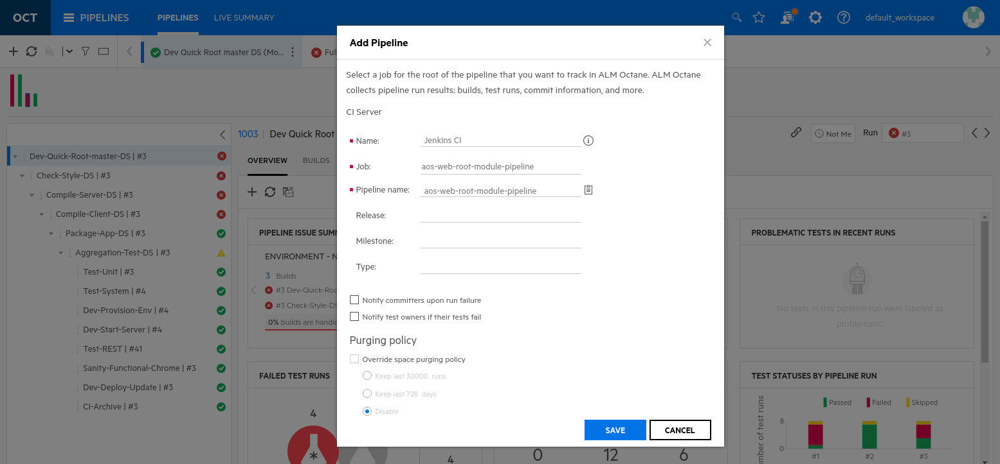 OCT
PIPELINES
PIPELINES
LIVE SUMMARY
default_workspace
Dev Quick Root master DS (Mo...
Ful
Add Pipeline
Select a job for the root of the pipeline that you want to track in ALM Octane. ALM Octane
collects pipeline run results: builds, test runs, commit information, and more.
CI Server
Name:
Jenkins CI
Job:
aos-web-root-module-pipeline
Pipeline name:
aos-web-root-module-pipeline
Release:
Milestone:
Type:
Notify committers upon run failure
Notify test owners if their tests fail
Purging policy
Override space purging policy
Keep last 30000 runs
Keep last 728 days
Disable
SAVE
CANCEL
Dev-Quick-Root-master-DS | #3
Check-Style-DS | #3
Compile-Server-DS | #3
Compile-Client-DS | #3
Package-App-DS | #3
Aggregation-Test-DS | #3
Test-Unit | #3
Test-System | #4
Dev-Provision-Env | #4
Dev-Start-Server | #4
Test-REST | #41
Sanity-Functional-Chrome | #3
Dev-Deploy-Update | #3
CI-Archive | #3
1003 | Dev Quick Root
Not Me
Run
#3
OVERVIEW
BUILDS
PIPELINE ISSUE SUM
ENVIRONMENT - N
3 Builds
#3 Dev-Quick-Roo
#3 Check-Style-DS
0% builds are handle
PROBLEMATIC TESTS IN RECENT RUNS
No tests in this pipeline run were labeled as
problematic.
FAILED TEST RUNS
4
4
0
12
6
TEST STATUSES BY PIPELINE RUN
Passed
Failed
Skipped
mber of test runs
8
0
#1
#2
#3